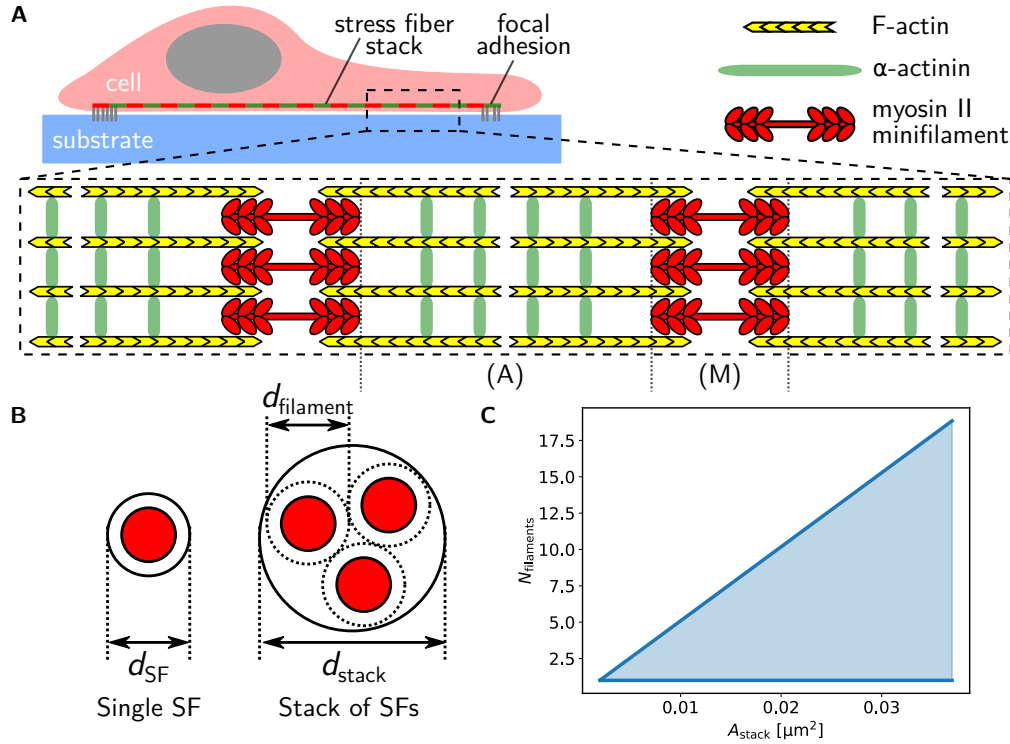 A
stress fiber
stack
focal
adhesion
cell
substrate
F-actin
α-actinin
myosin II
minifilament
(A)
(M)
B
d_filament
d_SF
d_stack
Single SF
Stack of SFs
C
17.5
15.0
12.5
10.0
7.5
5.0
2.5
N_filaments
0.01
0.02
0.03
A_stack [μm²]